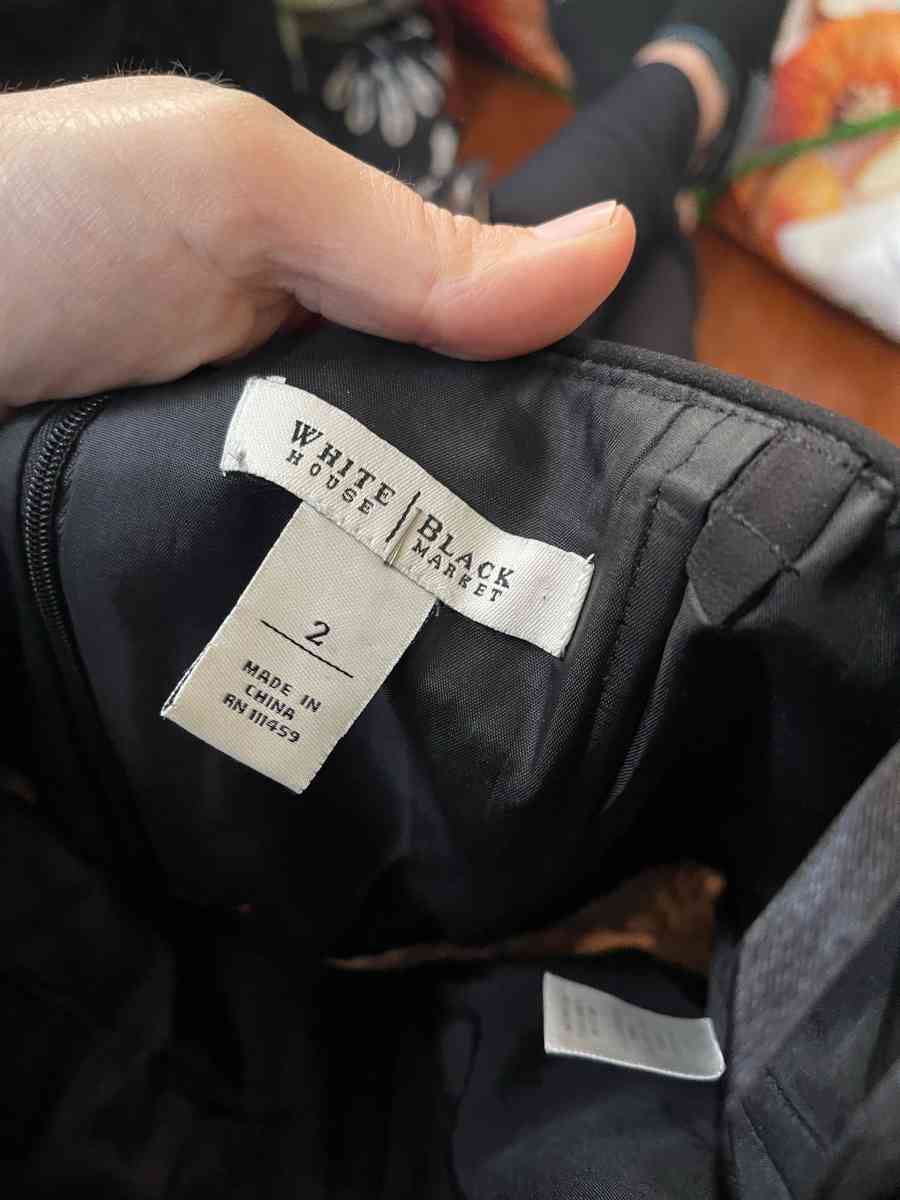 WHITE | BLACK
HOUSE | MARKET
2
MADE IN
CHINA
RN 111459